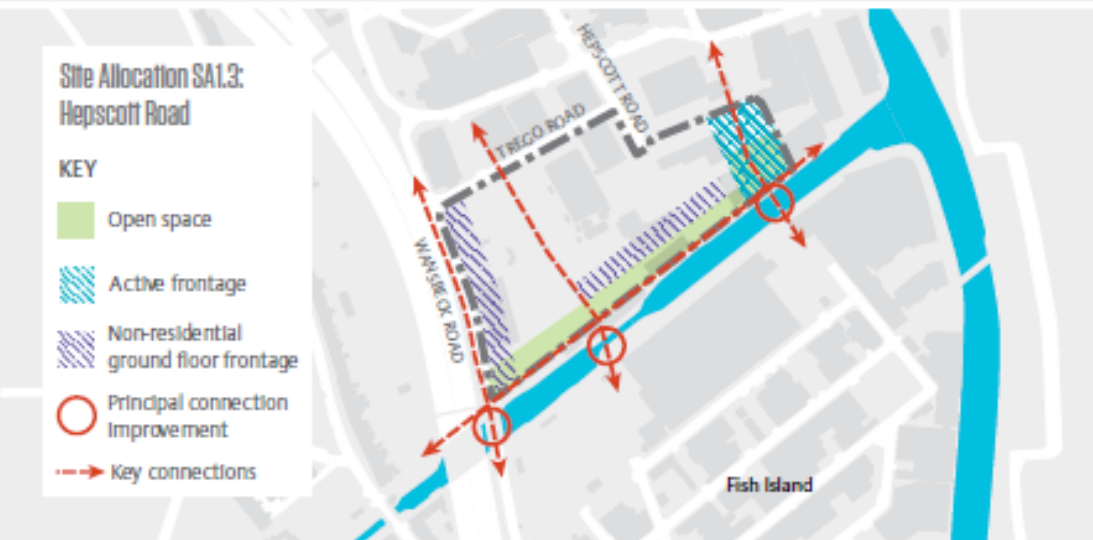 Site Allocation SA1.3:
Hepscott Road
KEY
Open space
Active frontage
Non-residential
ground floor frontage
Principal connection
Improvement
Key connections
HEPSCOTT ROAD
TREGO ROAD
WANSBECK ROAD
Fish Island